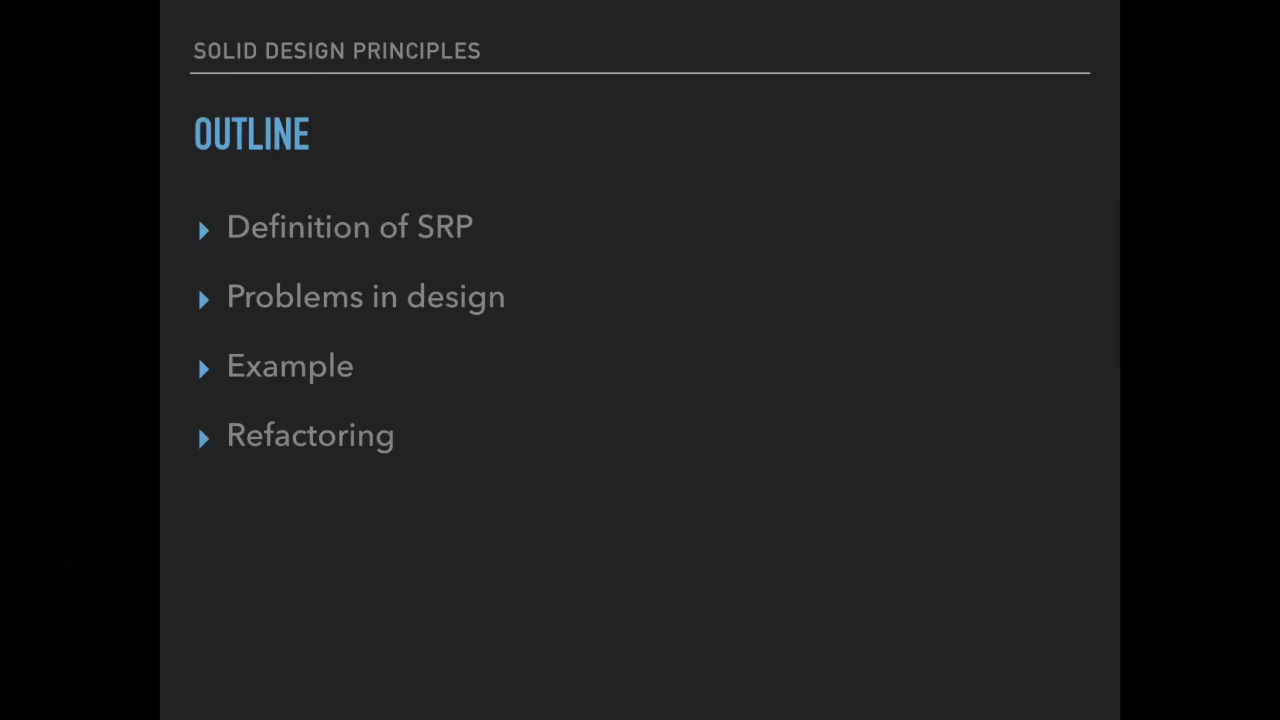 SOLID DESIGN PRINCIPLES
OUTLINE
Definition of SRP
Problems in design
Example
Refactoring